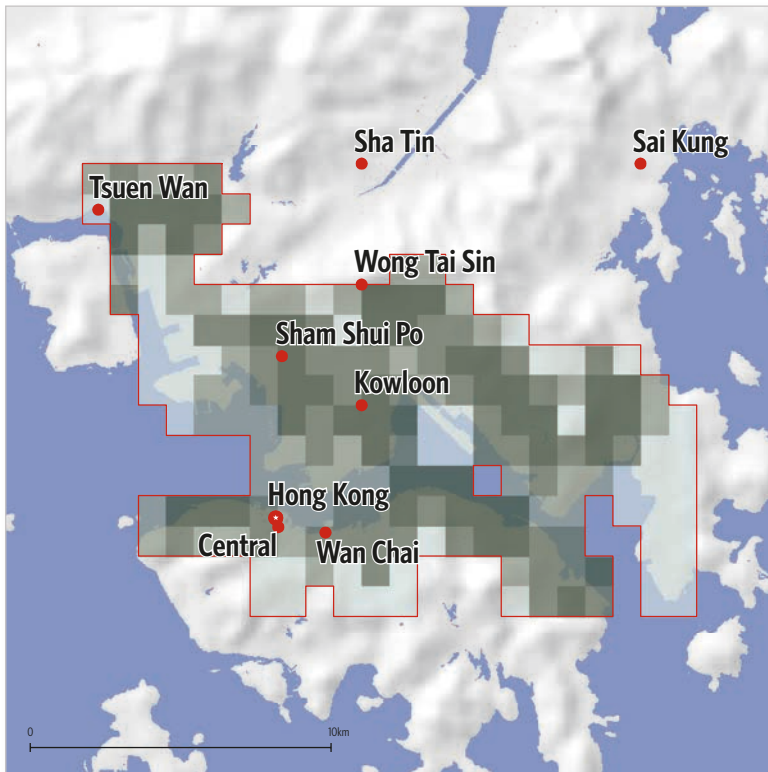 Sha Tin
Sai Kung
Tsuen Wan
Wong Tai Sin
Sham Shui Po
Kowloon
Hong Kong
Central
Wan Chai
0
10km